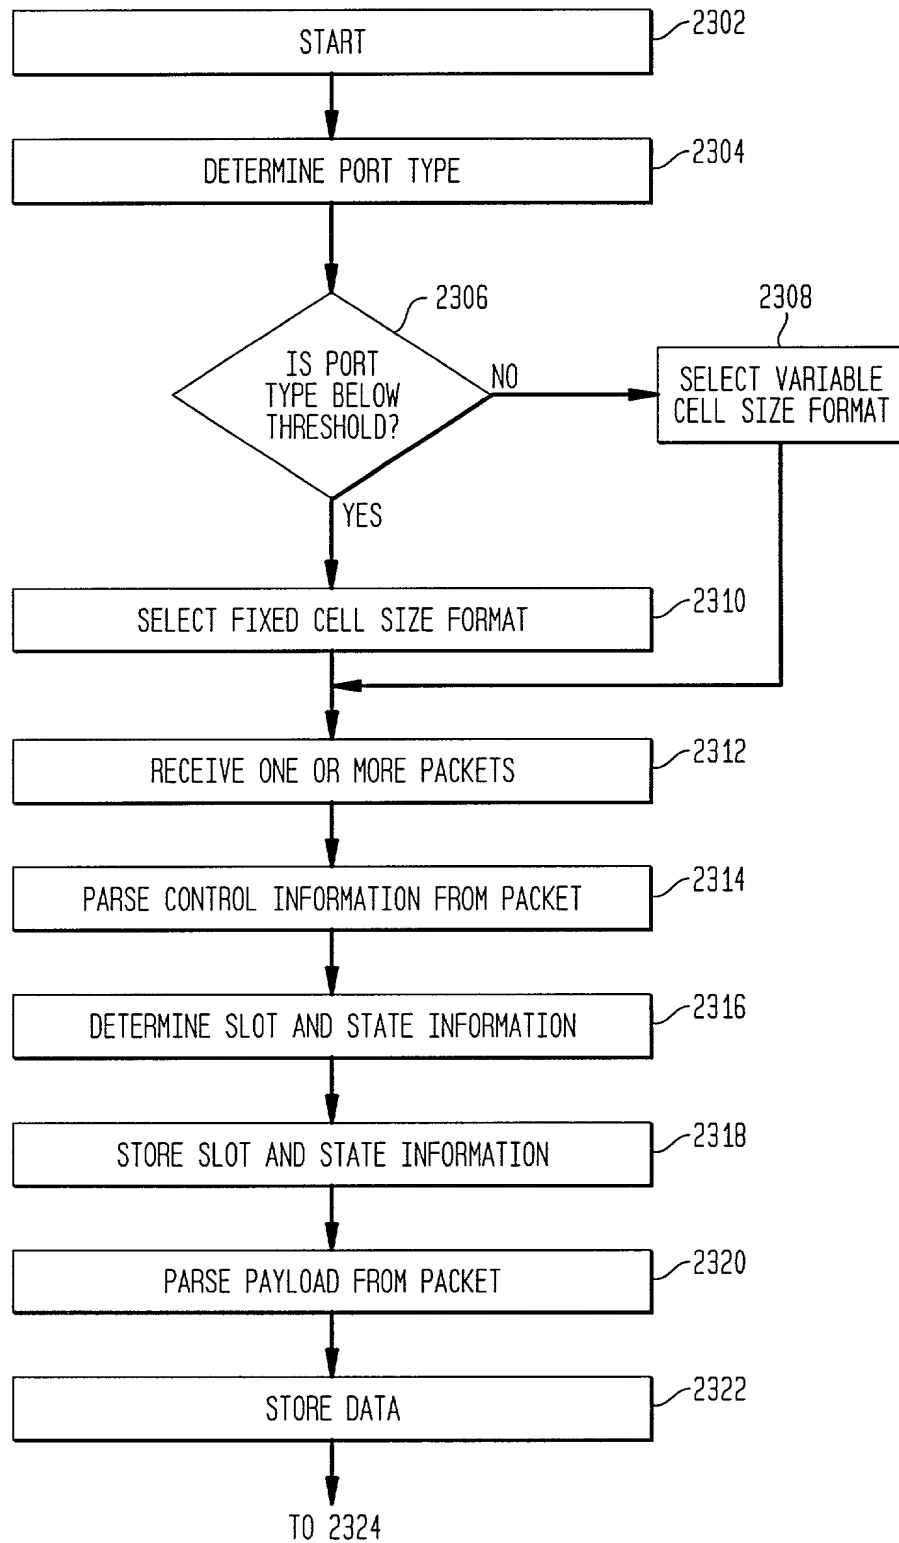 START
2302
DETERMINE PORT TYPE
2304
2306
IS PORT
TYPE BELOW
THRESHOLD?
NO
YES
2308
SELECT VARIABLE
CELL SIZE FORMAT
SELECT FIXED CELL SIZE FORMAT
2310
RECEIVE ONE OR MORE PACKETS
2312
PARSE CONTROL INFORMATION FROM PACKET
2314
DETERMINE SLOT AND STATE INFORMATION
2316
STORE SLOT AND STATE INFORMATION
2318
PARSE PAYLOAD FROM PACKET
2320
STORE DATA
2322
TO 2324